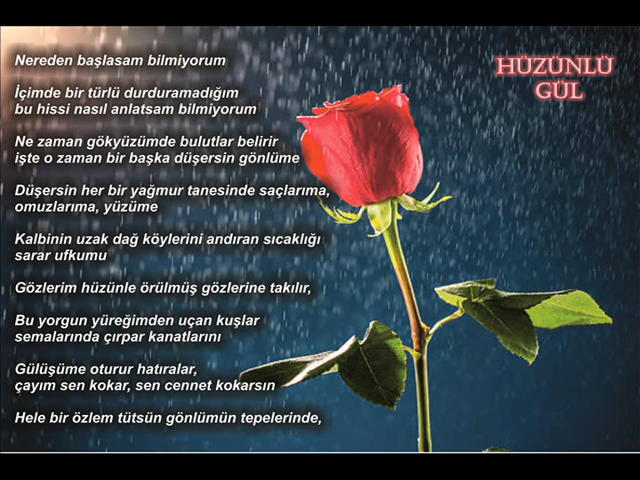 HÜZÜNLÜ
GÜL
Nereden başlasam bilmiyorum
İçimde bir türlü durduramadığım
bu hissi nasıl anlatsam bilmiyorum
Ne zaman gökyüzümde bulutlar belirir
işte o zaman bir başka düşersin gönlüme
Düşersin her bir yağmur tanesinde saçlarıma,
omuzlarıma, yüzüme
Kalbinin uzak dağ köylerini andıran sıcaklığı
sarar ufkumu
Gözlerim hüzünle örülmüş gözlerine takılır,
Bu yorgun yüreğimden uçan kuşlar
semalarında çırpar kanatlarını
Gülüşüme oturur hatıralar,
çayım sen kokar, sen cennet kokarsın
Hele bir özlem tütsün gönlümün tepelerinde,